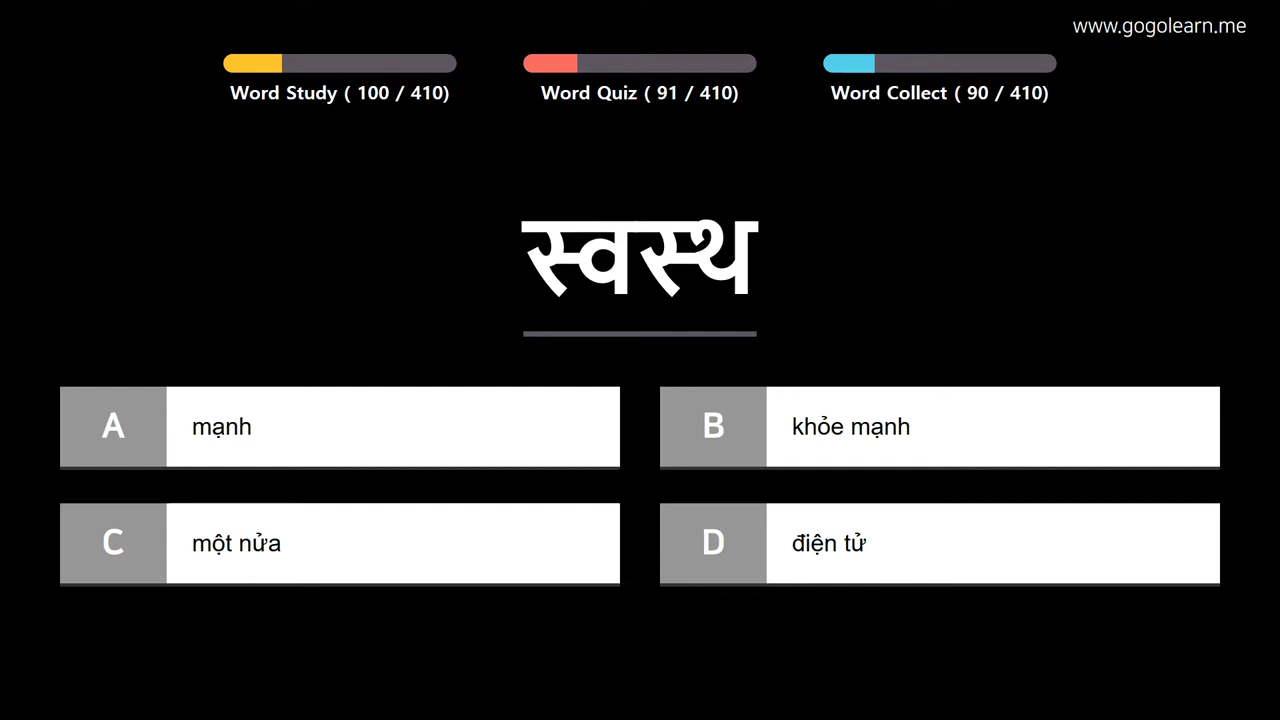 www.gogolearn.me
Word Study ( 100 / 410)
Word Quiz ( 91 / 410)
Word Collect ( 90 / 410)
स्वस्थ
A mạnh
B khỏe mạnh
C một nửa
D điện tử